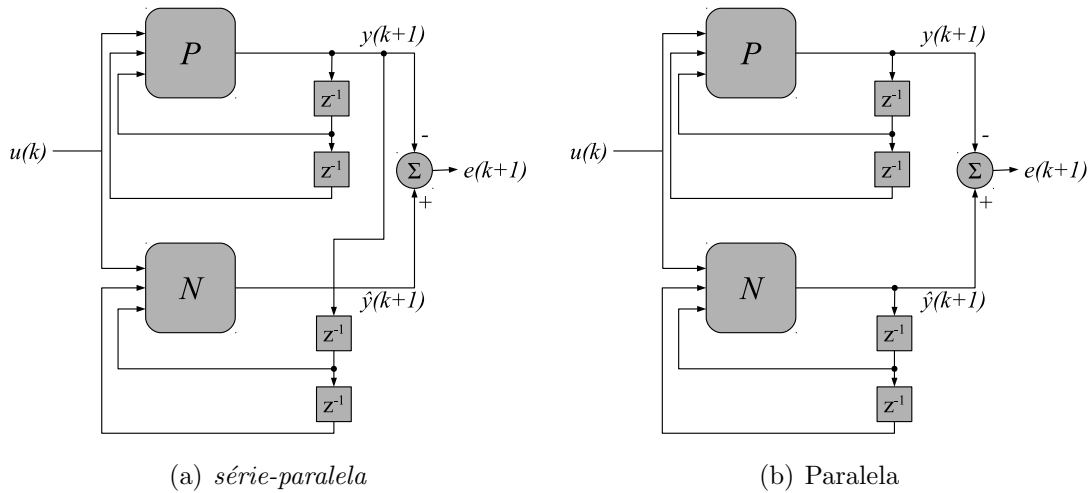 P
y(k+1)
z⁻¹
z⁻¹
u(k)
-
Σ
e(k+1)
+
N
ŷ(k+1)
z⁻¹
z⁻¹
(a) série-paralela
P
y(k+1)
z⁻¹
z⁻¹
u(k)
-
Σ
e(k+1)
+
N
ŷ(k+1)
z⁻¹
z⁻¹
(b) Paralela